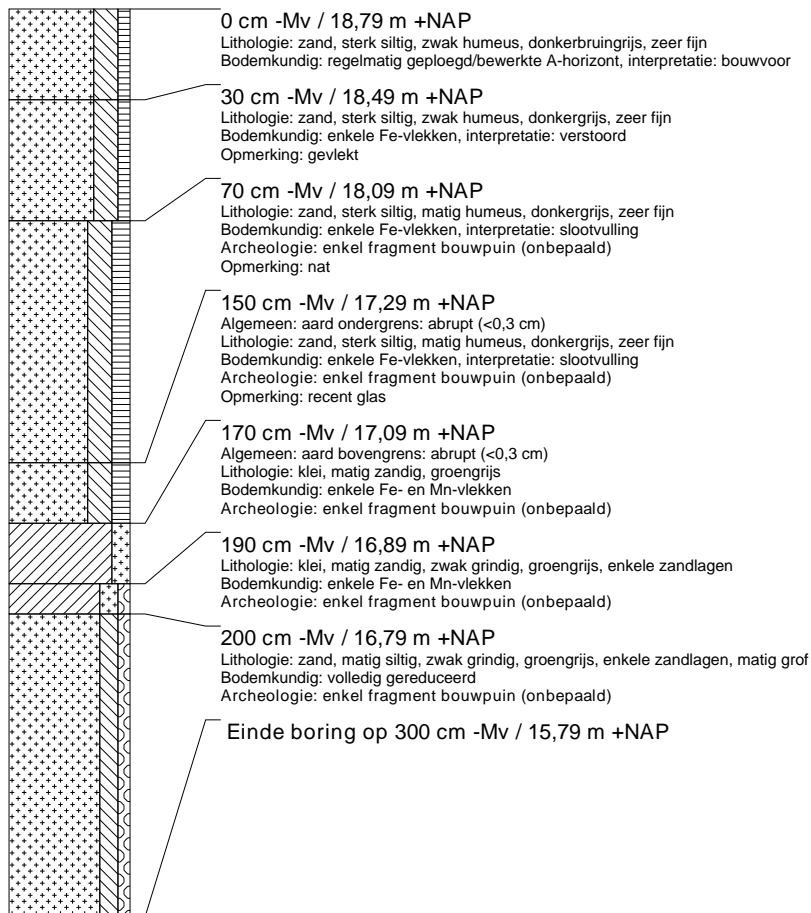 0 cm -Mv / 18,79 m +NAP
Lithologie: zand, sterk siltig, zwak humeus, donkerbruingrijs, zeer fijn
Bodemkundig: regelmatig geploegd/bewerkte A-horizont, interpretatie: bouwvoor
30 cm -Mv / 18,49 m +NAP
Lithologie: zand, sterk siltig, zwak humeus, donkergrijs, zeer fijn
Bodemkundig: enkele Fe-vlekken, interpretatie: verstoord
Opmerking: gevlekt
70 cm -Mv / 18,09 m +NAP
Lithologie: zand, sterk siltig, matig humeus, donkergrijs, zeer fijn
Bodemkundig: enkele Fe-vlekken, interpretatie: slootvulling
Archeologie: enkel fragment bouwpuin (onbepaald)
Opmerking: nat
150 cm -Mv / 17,29 m +NAP
Algemeen: aard ondergrens: abrupt (<0,3 cm)
Lithologie: zand, sterk siltig, matig humeus, donkergrijs, zeer fijn
Bodemkundig: enkele Fe-vlekken, interpretatie: slootvulling
Archeologie: enkel fragment bouwpuin (onbepaald)
Opmerking: recent glas
170 cm -Mv / 17,09 m +NAP
Algemeen: aard bovengrens: abrupt (<0,3 cm)
Lithologie: klei, matig zandig, groengrijs
Bodemkundig: enkele Fe- en Mn-vlekken
Archeologie: enkel fragment bouwpuin (onbepaald)
190 cm -Mv / 16,89 m +NAP
Lithologie: klei, matig zandig, zwak grindig, groengrijs, enkele zandlagen
Bodemkundig: enkele Fe- en Mn-vlekken
Archeologie: enkel fragment bouwpuin (onbepaald)
200 cm -Mv / 16,79 m +NAP
Lithologie: zand, matig siltig, zwak grindig, groengrijs, enkele zandlagen, matig grof
Bodemkundig: volledig gereduceerd
Archeologie: enkel fragment bouwpuin (onbepaald)
Einde boring op 300 cm -Mv / 15,79 m +NAP